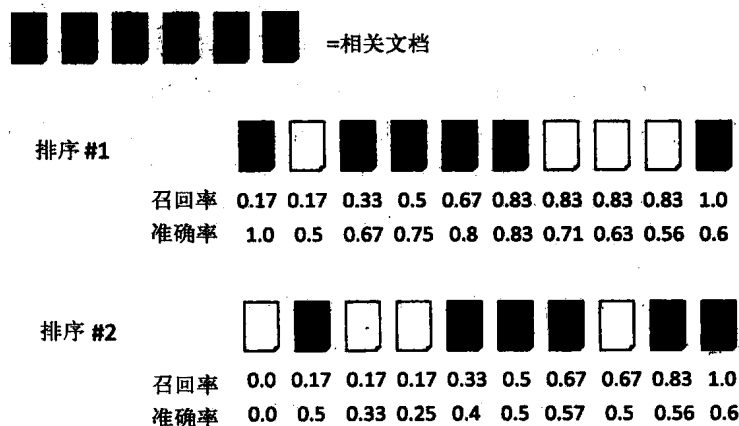 =相关文档
排序 #1
召回率 0.17 0.17 0.33 0.5 0.67 0.83 0.83 0.83 0.83 1.0
准确率 1.0 0.5 0.67 0.75 0.8 0.83 0.71 0.63 0.56 0.6
排序 #2
召回率 0.0 0.17 0.17 0.17 0.33 0.5 0.67 0.67 0.83 1.0
准确率 0.0 0.5 0.33 0.25 0.4 0.5 0.57 0.5 0.56 0.6